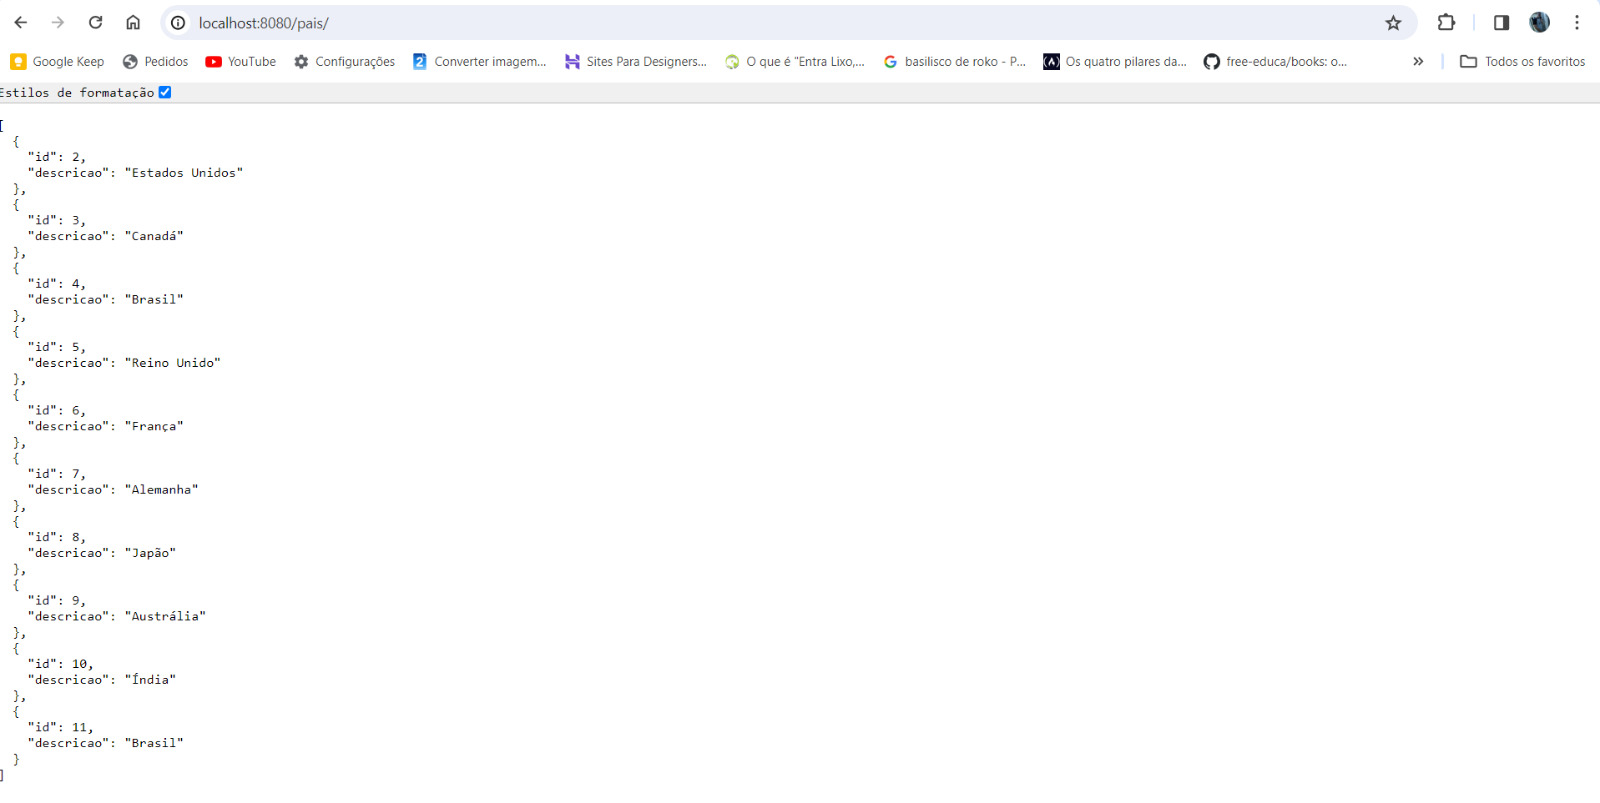 localhost:8080/pais/
Google Keep Pedidos YouTube Configurações Converter imagem... Sites Para Designers... O que é "Entra Lixo,... basilisco de roko - P... Os quatro pilares da... free-educa/books: o... » Todos os favoritos
Estilos de formatação
[
  {
    "id": 2,
    "descricao": "Estados Unidos"
  },
  {
    "id": 3,
    "descricao": "Canadá"
  },
  {
    "id": 4,
    "descricao": "Brasil"
  },
  {
    "id": 5,
    "descricao": "Reino Unido"
  },
  {
    "id": 6,
    "descricao": "França"
  },
  {
    "id": 7,
    "descricao": "Alemanha"
  },
  {
    "id": 8,
    "descricao": "Japão"
  },
  {
    "id": 9,
    "descricao": "Austrália"
  },
  {
    "id": 10,
    "descricao": "Índia"
  },
  {
    "id": 11,
    "descricao": "Brasil"
  }
]